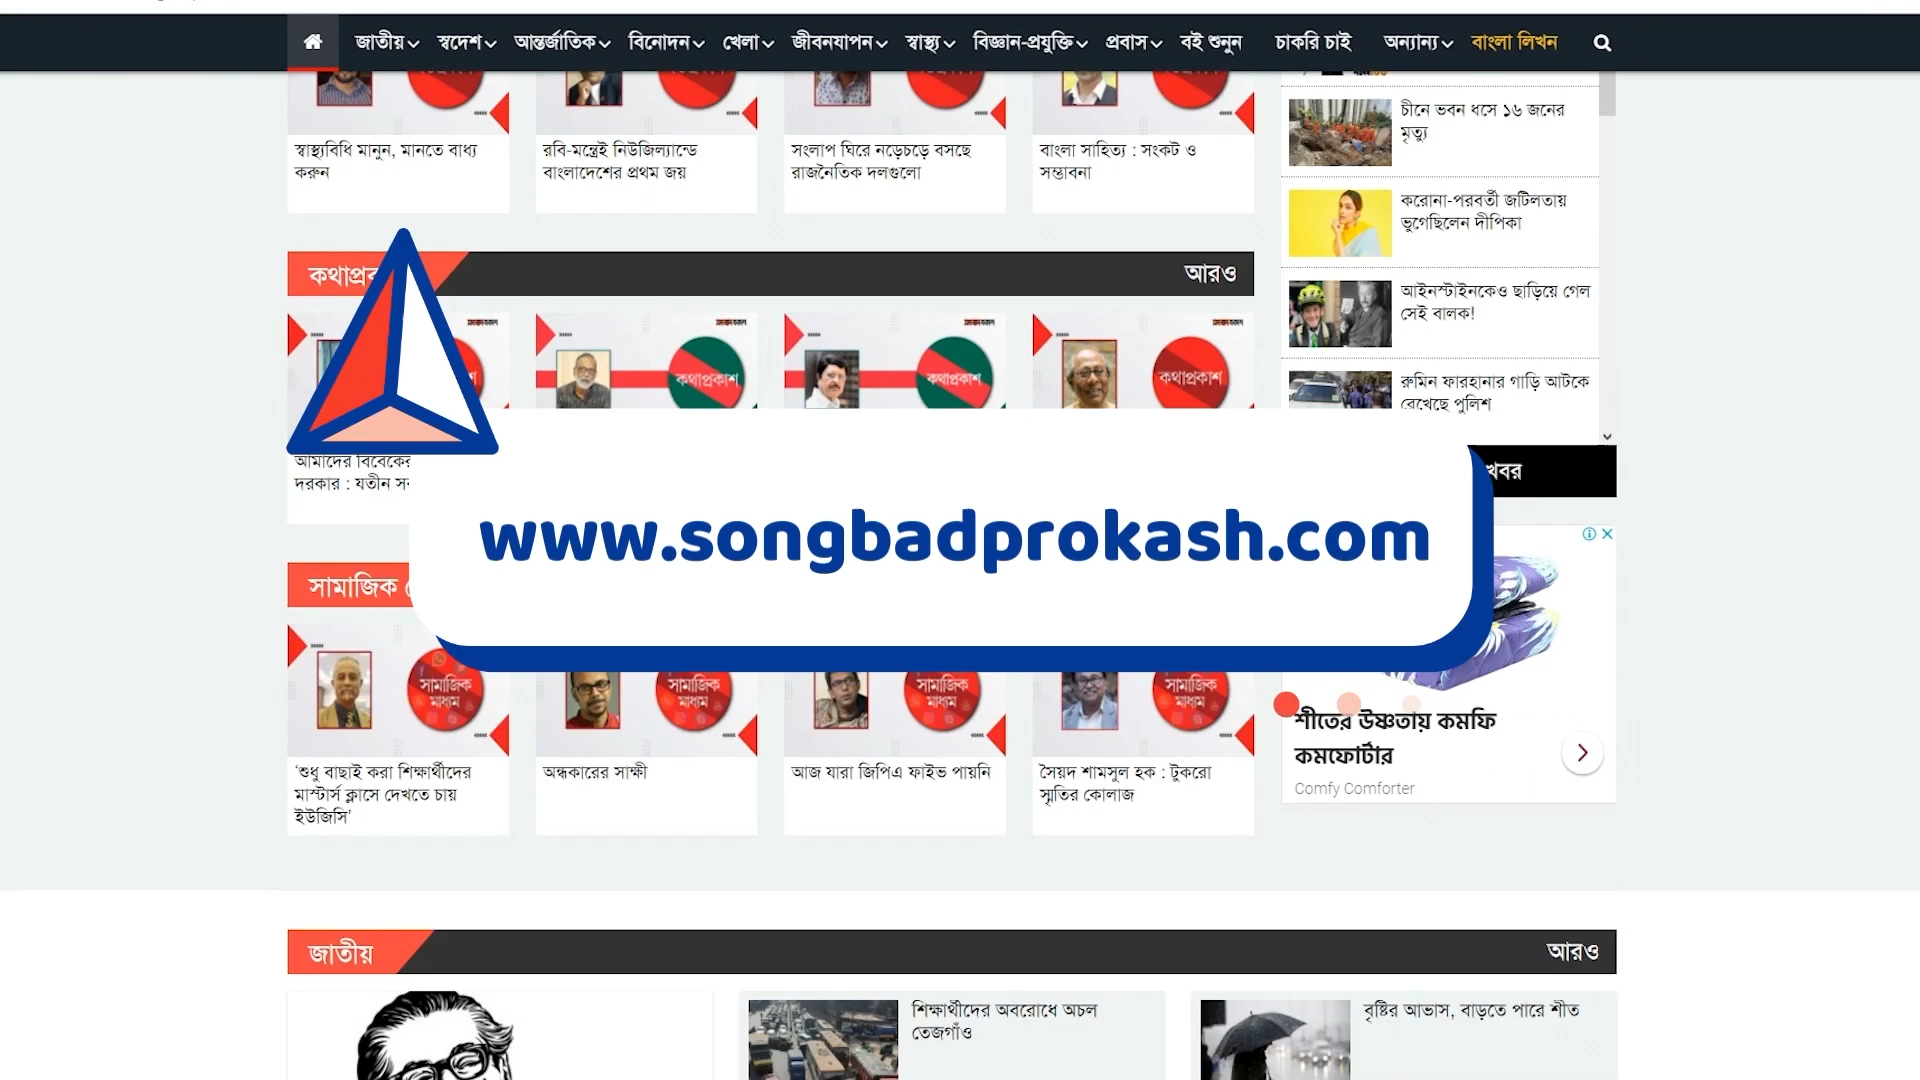 জাতীয় স্বদেশ আন্তর্জাতিক বিনোদন খেলা জীবনযাপন স্বাস্থ্য বিজ্ঞান-প্রযুক্তি প্রবাস বই শুনুন চাকরি চাই অন্যান্য বাংলা লিখন
স্বাস্থ্যবিধি মানুন, মানতে বাধ্য
করুন
রবি-মন্ত্রেই নিউজিল্যান্ডে
বাংলাদেশের প্রথম জয়
সংলাপ ঘিরে নড়েচড়ে বসছে
রাজনৈতিক দলগুলো
বাংলা সাহিত্য : সংকট ও
সম্ভাবনা
চীনে ভবন ধসে ১৬ জনের
মৃত্যু
করোনা-পরবর্তী জটিলতায়
ভুগেছিলেন দীপিকা
আইনস্টাইনকেও ছাড়িয়ে গেল
সেই বালক!
রুমিন ফারহানার গাড়ি আটকে
রেখেছে পুলিশ
আরও
কথাপ্রকাশ
কথাপ্রকাশ
কথাপ্রকাশ
আমাদের বিবেকের
দরকার : যতীন
খবর
www.songbadprokash.com
সামাজিক
সামাজিক
মাধ্যম
সামাজিক
মাধ্যম
সামাজিক
মাধ্যম
সামাজিক
মাধ্যম
‘শুধু বাছাই করা শিক্ষার্থীদের
মাস্টার্স ক্লাসে দেখতে চায়
ইউজিসি’
অন্ধকারের সাক্ষী
আজ যারা জিপিএ ফাইভ পায়নি
সৈয়দ শামসুল হক : টুকরো
স্মৃতির কোলাজ
শীতের উষ্ণতায় কমফি
কমফোর্টার
Comfy Comforter
জাতীয়
আরও
শিক্ষার্থীদের অবরোধে অচল
তেজগাঁও
বৃষ্টির আভাস, বাড়তে পারে শীত